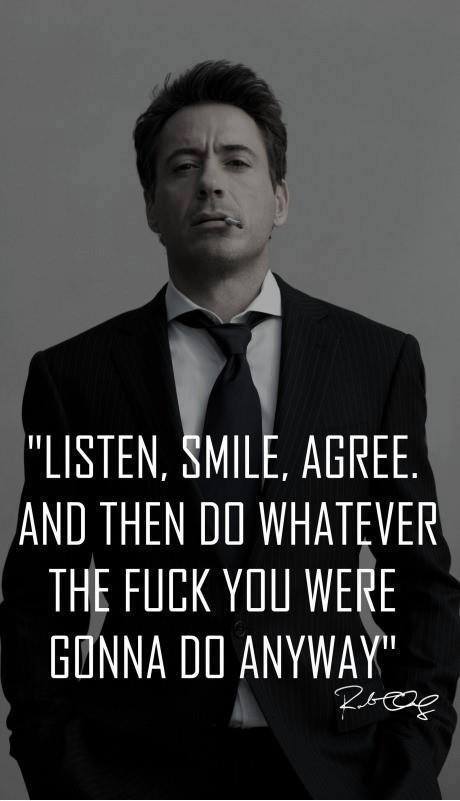 "LISTEN, SMILE, AGREE.
AND THEN DO WHATEVER
THE FUCK YOU WERE
GONNA DO ANYWAY"